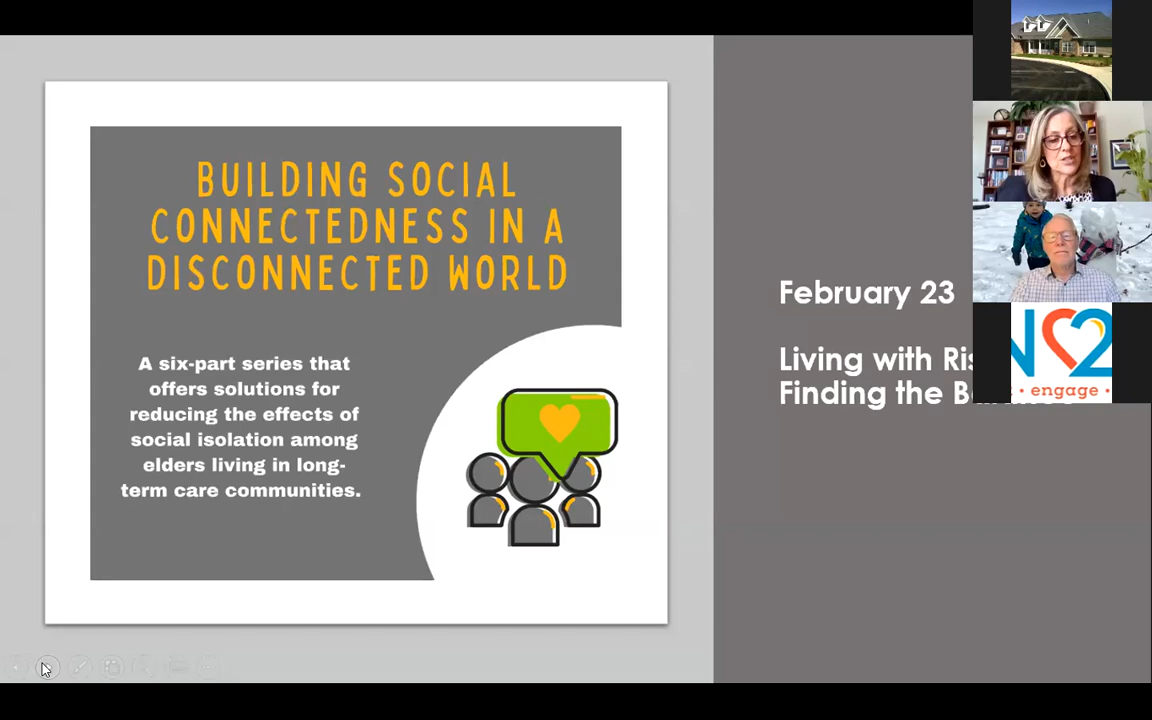 BUILDING SOCIAL
CONNECTEDNESS IN A
DISCONNECTED WORLD
A six-part series that
offers solutions for
reducing the effects of
social isolation among
elders living in long-
term care communities.
February 23
Living with
Finding the
N2
• engage •